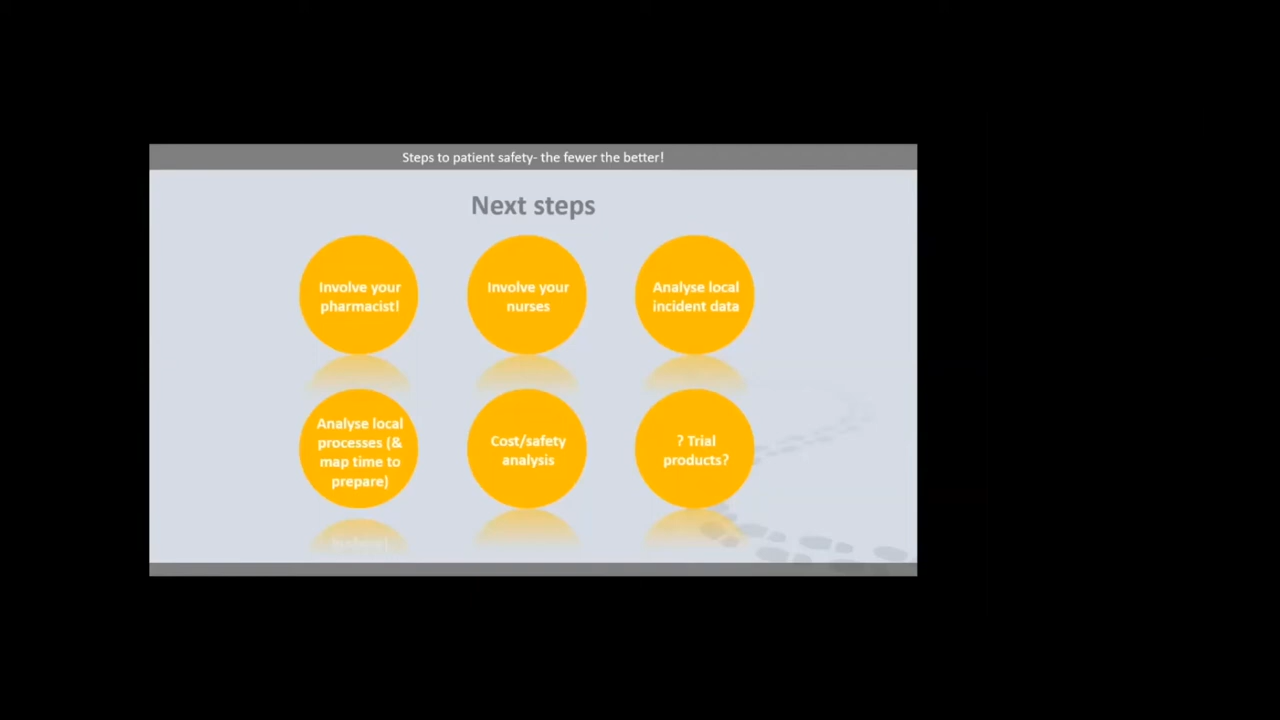 Steps to patient safety- the fewer the better!
Next steps
Involve your
pharmacist!
Involve your
nurses
Analyse local
incident data
Analyse local
processes (&
map time to
prepare)
Cost/safety
analysis
? Trial
products?